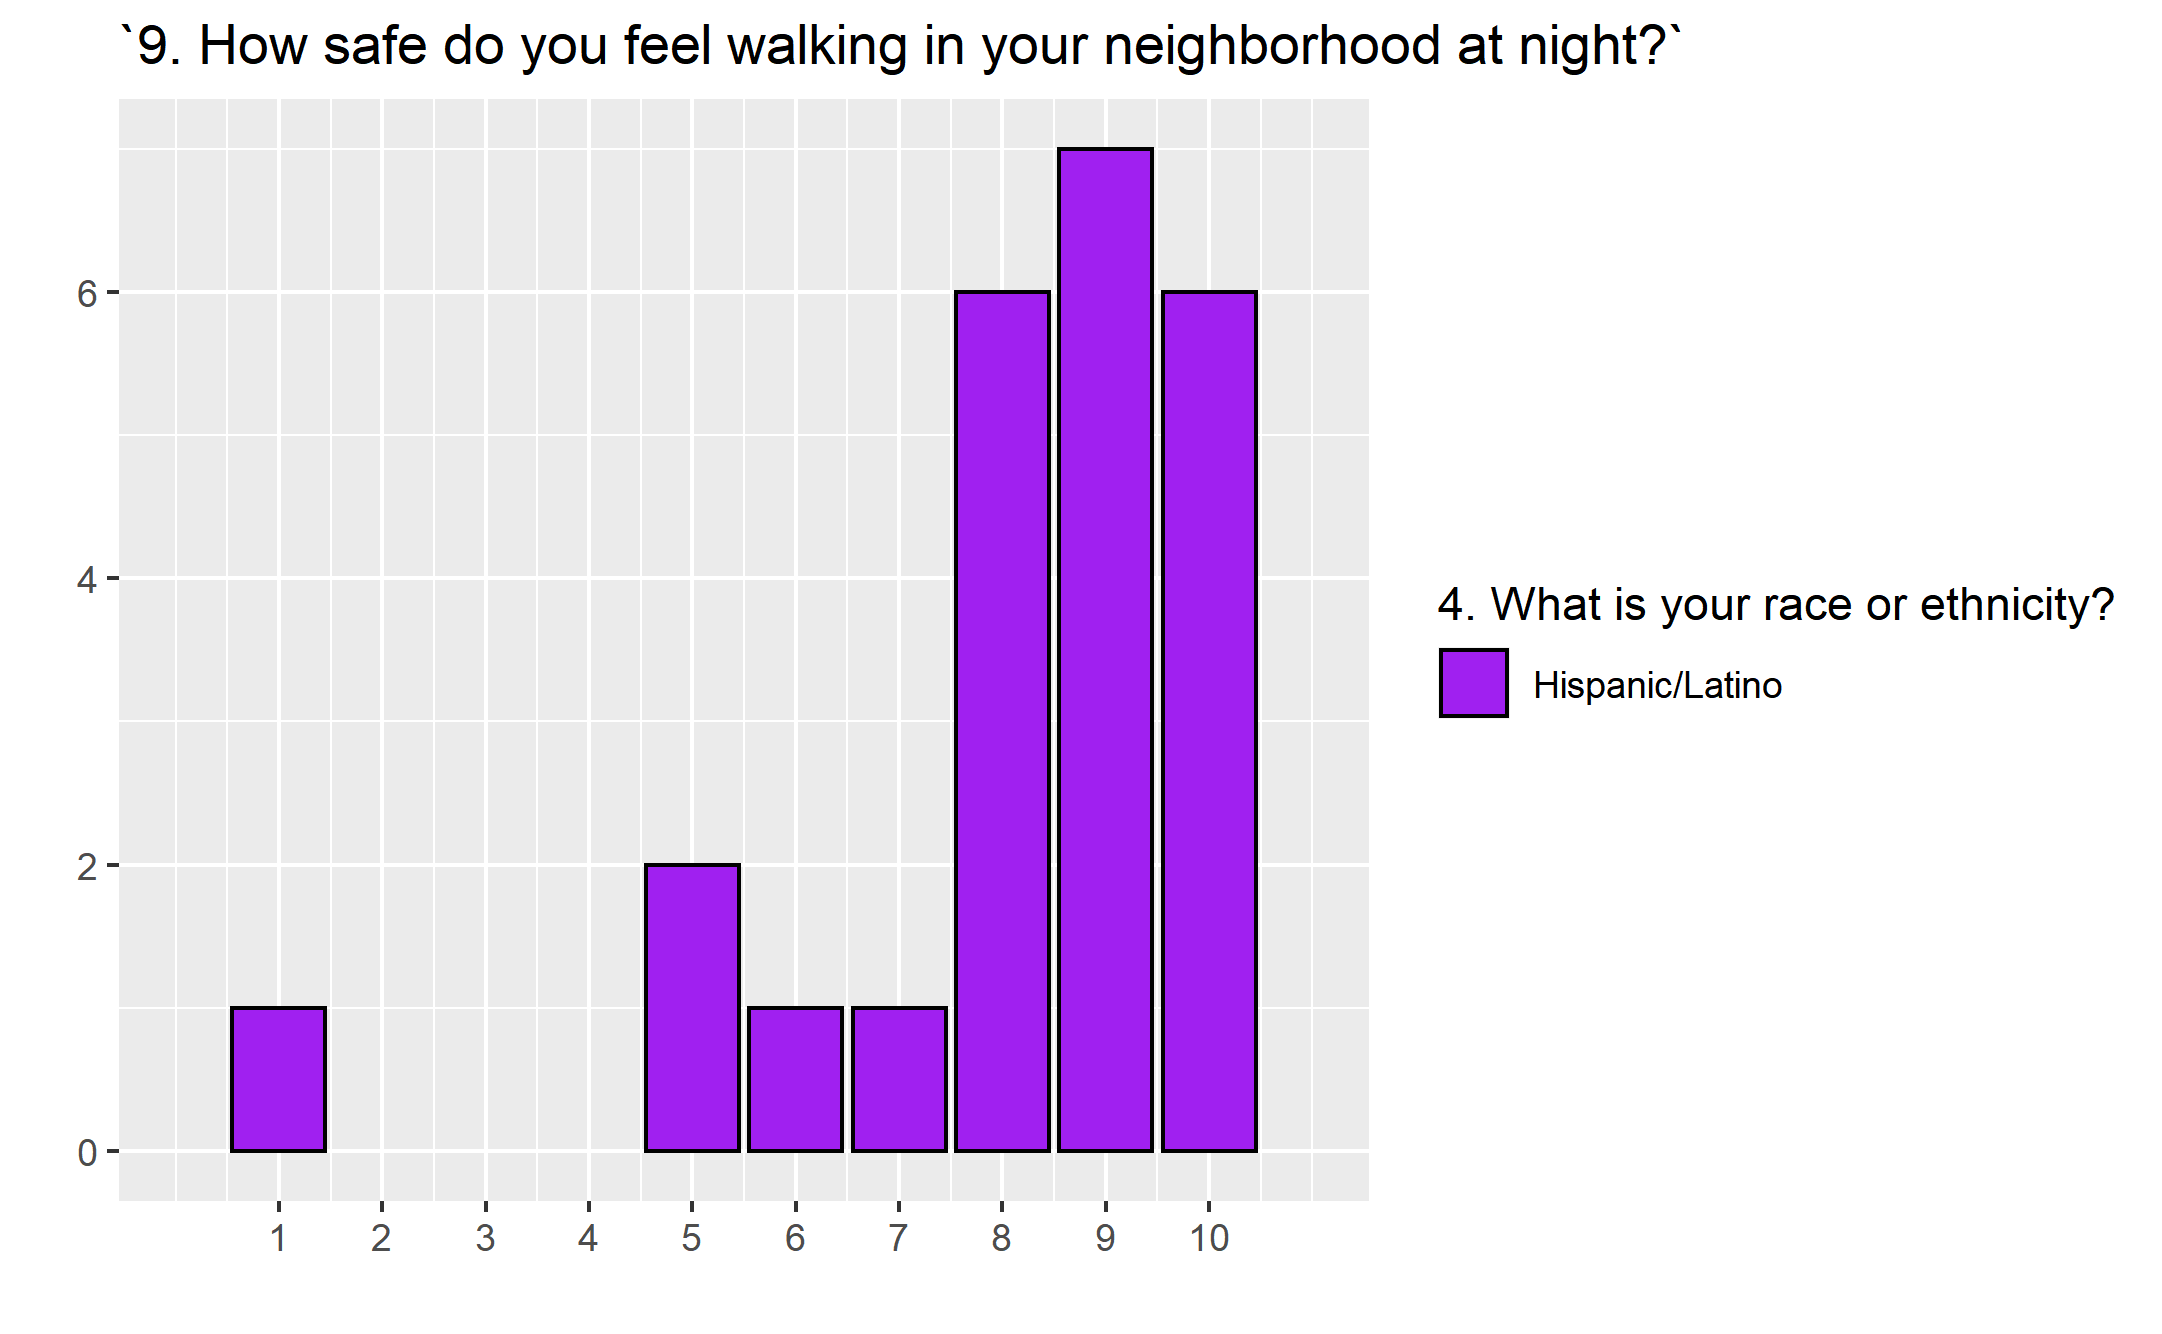 `9. How safe do you feel walking in your neighborhood at night?`
6
4
2
0
1 2 3 4 5 6 7 8 9 10
4. What is your race or ethnicity?
Hispanic/Latino